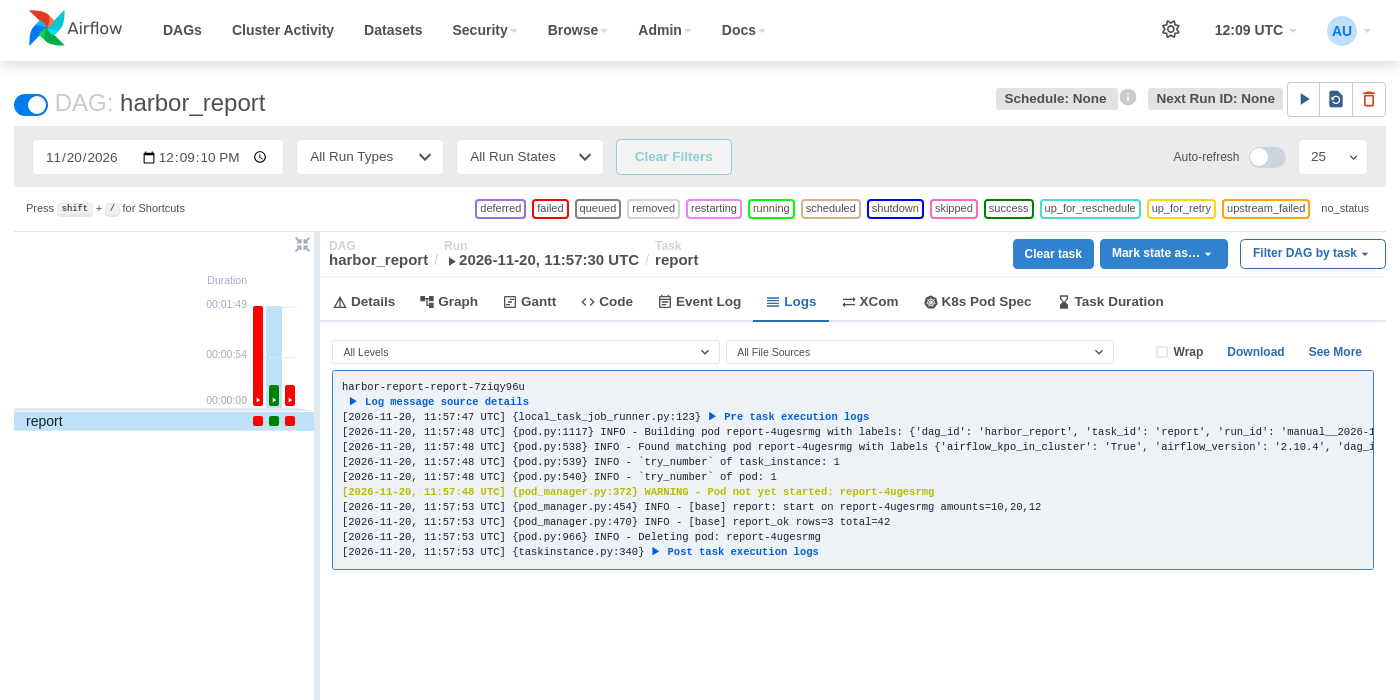 Airflow
DAGs
Cluster Activity
Datasets
Security
Browse
Admin
Docs
12:09 UTC
AU
DAG: harbor_report
Schedule: None
Next Run ID: None
11/20/2026 12:09:10 PM
All Run Types
All Run States
Clear Filters
Auto-refresh
25
Press shift + / for Shortcuts
deferred
failed
queued
removed
restarting
running
scheduled
shutdown
skipped
success
up_for_reschedule
up_for_retry
upstream_failed
no_status
DAG
harbor_report
/
Run
2026-11-20, 11:57:30 UTC
/
Task
report
Clear task
Mark state as…
Filter DAG by task
Duration
00:01:49
00:00:54
00:00:00
report
Details
Graph
Gantt
Code
Event Log
Logs
XCom
K8s Pod Spec
Task Duration
All Levels
All File Sources
Wrap
Download
See More
harbor-report-report-7ziqy96u
Log message source details
[2026-11-20, 11:57:47 UTC] {local_task_job_runner.py:123} ▶ Pre task execution logs
[2026-11-20, 11:57:48 UTC] {pod.py:1117} INFO - Building pod report-4ugesrmg with labels: {'dag_id': 'harbor_report', 'task_id': 'report', 'run_id': 'manual__2026-1
[2026-11-20, 11:57:48 UTC] {pod.py:538} INFO - Found matching pod report-4ugesrmg with labels {'airflow_kpo_in_cluster': 'True', 'airflow_version': '2.10.4', 'dag_i
[2026-11-20, 11:57:48 UTC] {pod.py:539} INFO - `try_number` of task_instance: 1
[2026-11-20, 11:57:48 UTC] {pod.py:540} INFO - `try_number` of pod: 1
[2026-11-20, 11:57:48 UTC] {pod_manager.py:372} WARNING - Pod not yet started: report-4ugesrmg
[2026-11-20, 11:57:53 UTC] {pod_manager.py:454} INFO - [base] report: start on report-4ugesrmg amounts=10,20,12
[2026-11-20, 11:57:53 UTC] {pod_manager.py:470} INFO - [base] report_ok rows=3 total=42
[2026-11-20, 11:57:53 UTC] {pod.py:966} INFO - Deleting pod: report-4ugesrmg
[2026-11-20, 11:57:53 UTC] {taskinstance.py:340} ▶ Post task execution logs